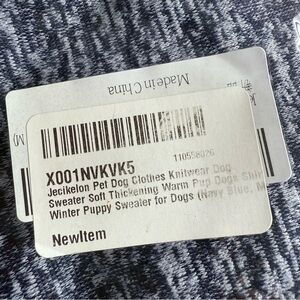 Made in China
110558026
X001NVKVK5
Jecikelon Pet Dog Clothes Knitwear Dog
Sweater Soft Thickening Warm Pup Dogs Shir
Winter Puppy Sweater for Dogs (Navy Blue, M
NewItem